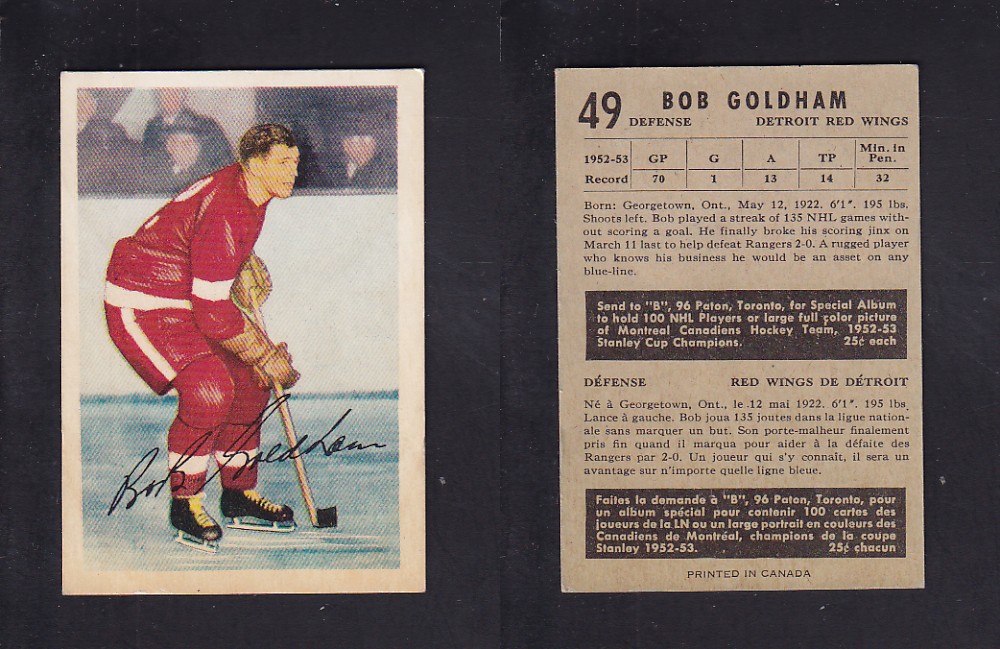 Bob Goldham
49 BOB GOLDHAM
DEFENSE DETROIT RED WINGS
1952-53 Record GP G A TP Min. in Pen.
70 1 13 14 32
Born: Georgetown, Ont., May 12, 1922. 6'1". 195 lbs.
Shoots left. Bob played a streak of 135 NHL games with-
out scoring a goal. He finally broke his scoring jinx on
March 11 last to help defeat Rangers 2-0. A rugged player
who knows his business he would be an asset on any
blue-line.
Send to "B", 96 Paton, Toronto, for Special Album
to hold 100 NHL Players or large full color picture
of Montreal Canadiens Hockey Team, 1952-53
Stanley Cup Champions. 25¢ each
DÉFENSE RED WINGS DE DÉTROIT
Né à Georgetown, Ont., le 12 mai 1922. 6'1". 195 lbs.
Lance à gauche. Bob joua 135 joutes dans la ligue nation-
ale sans marquer un but. Son porte-malheur finalement
pris fin quand il marqua pour aider à la défaite des
Rangers par 2-0. Un joueur qui s'y connaît, il sera un
avantage sur n'importe quelle ligne bleue.
Faites la demande à "B", 96 Paton, Toronto, pour
un album spécial pour contenir 100 cartes des
joueurs de la LN ou un large portrait en couleurs des
Canadiens de Montréal, champions de la coupe
Stanley 1952-53. 25¢ chacun
PRINTED IN CANADA